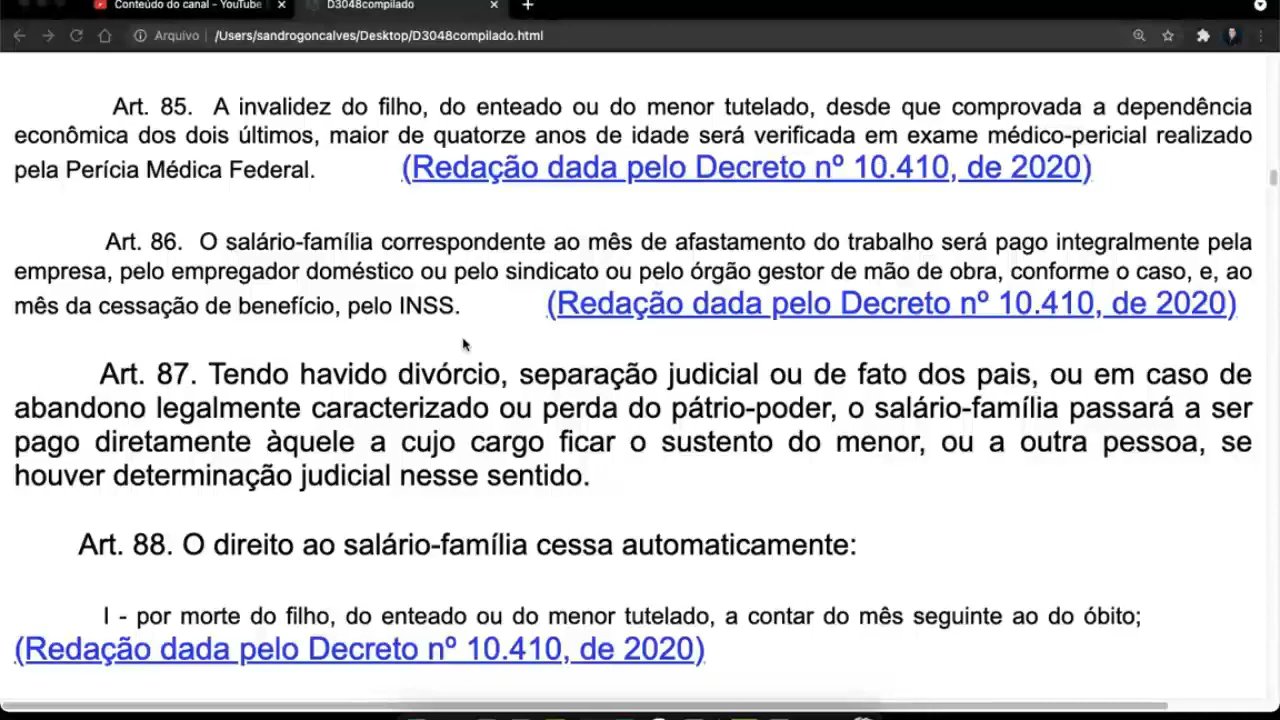 Conteúdo do canal - YouTube
D3048compilado
Arquivo
/Users/sandrogoncalves/Desktop/D3048compilado.html
Art. 85. A invalidez do filho, do enteado ou do menor tutelado, desde que comprovada a dependência
econômica dos dois últimos, maior de quatorze anos de idade será verificada em exame médico-pericial realizado
pela Perícia Médica Federal. (Redação dada pelo Decreto nº 10.410, de 2020)
Art. 86. O salário-família correspondente ao mês de afastamento do trabalho será pago integralmente pela
empresa, pelo empregador doméstico ou pelo sindicato ou pelo órgão gestor de mão de obra, conforme o caso, e, ao
mês da cessação de benefício, pelo INSS. (Redação dada pelo Decreto nº 10.410, de 2020)
Art. 87. Tendo havido divórcio, separação judicial ou de fato dos pais, ou em caso de
abandono legalmente caracterizado ou perda do pátrio-poder, o salário-família passará a ser
pago diretamente àquele a cujo cargo ficar o sustento do menor, ou a outra pessoa, se
houver determinação judicial nesse sentido.
Art. 88. O direito ao salário-família cessa automaticamente:
I - por morte do filho, do enteado ou do menor tutelado, a contar do mês seguinte ao do óbito;
(Redação dada pelo Decreto nº 10.410, de 2020)